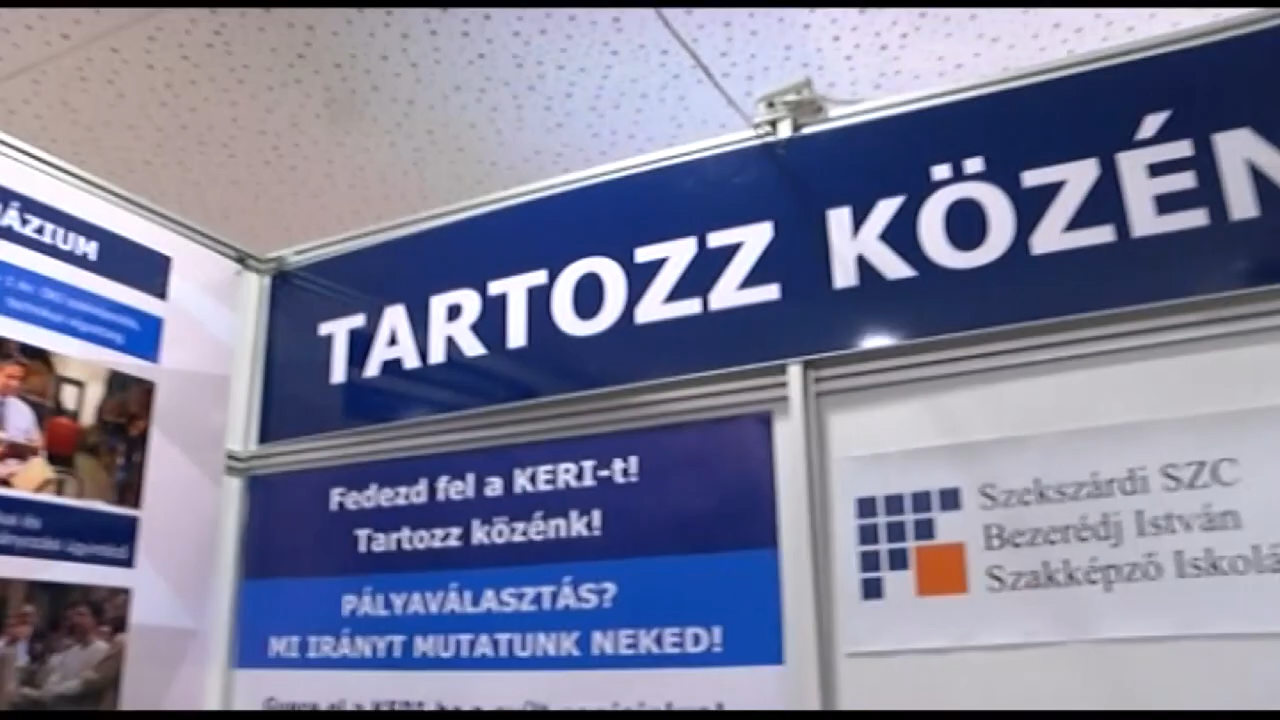 ÁZIUM
TARTOZZ KÖZÉN
Fedezd fel a KERI-t!
Tartozz közénk!
PÁLYAVÁLASZTÁS?
MI IRÁNYT MUTATUNK NEKED!
Szekszárdi SZC
Bezerédj István
Szakképző Iskolá